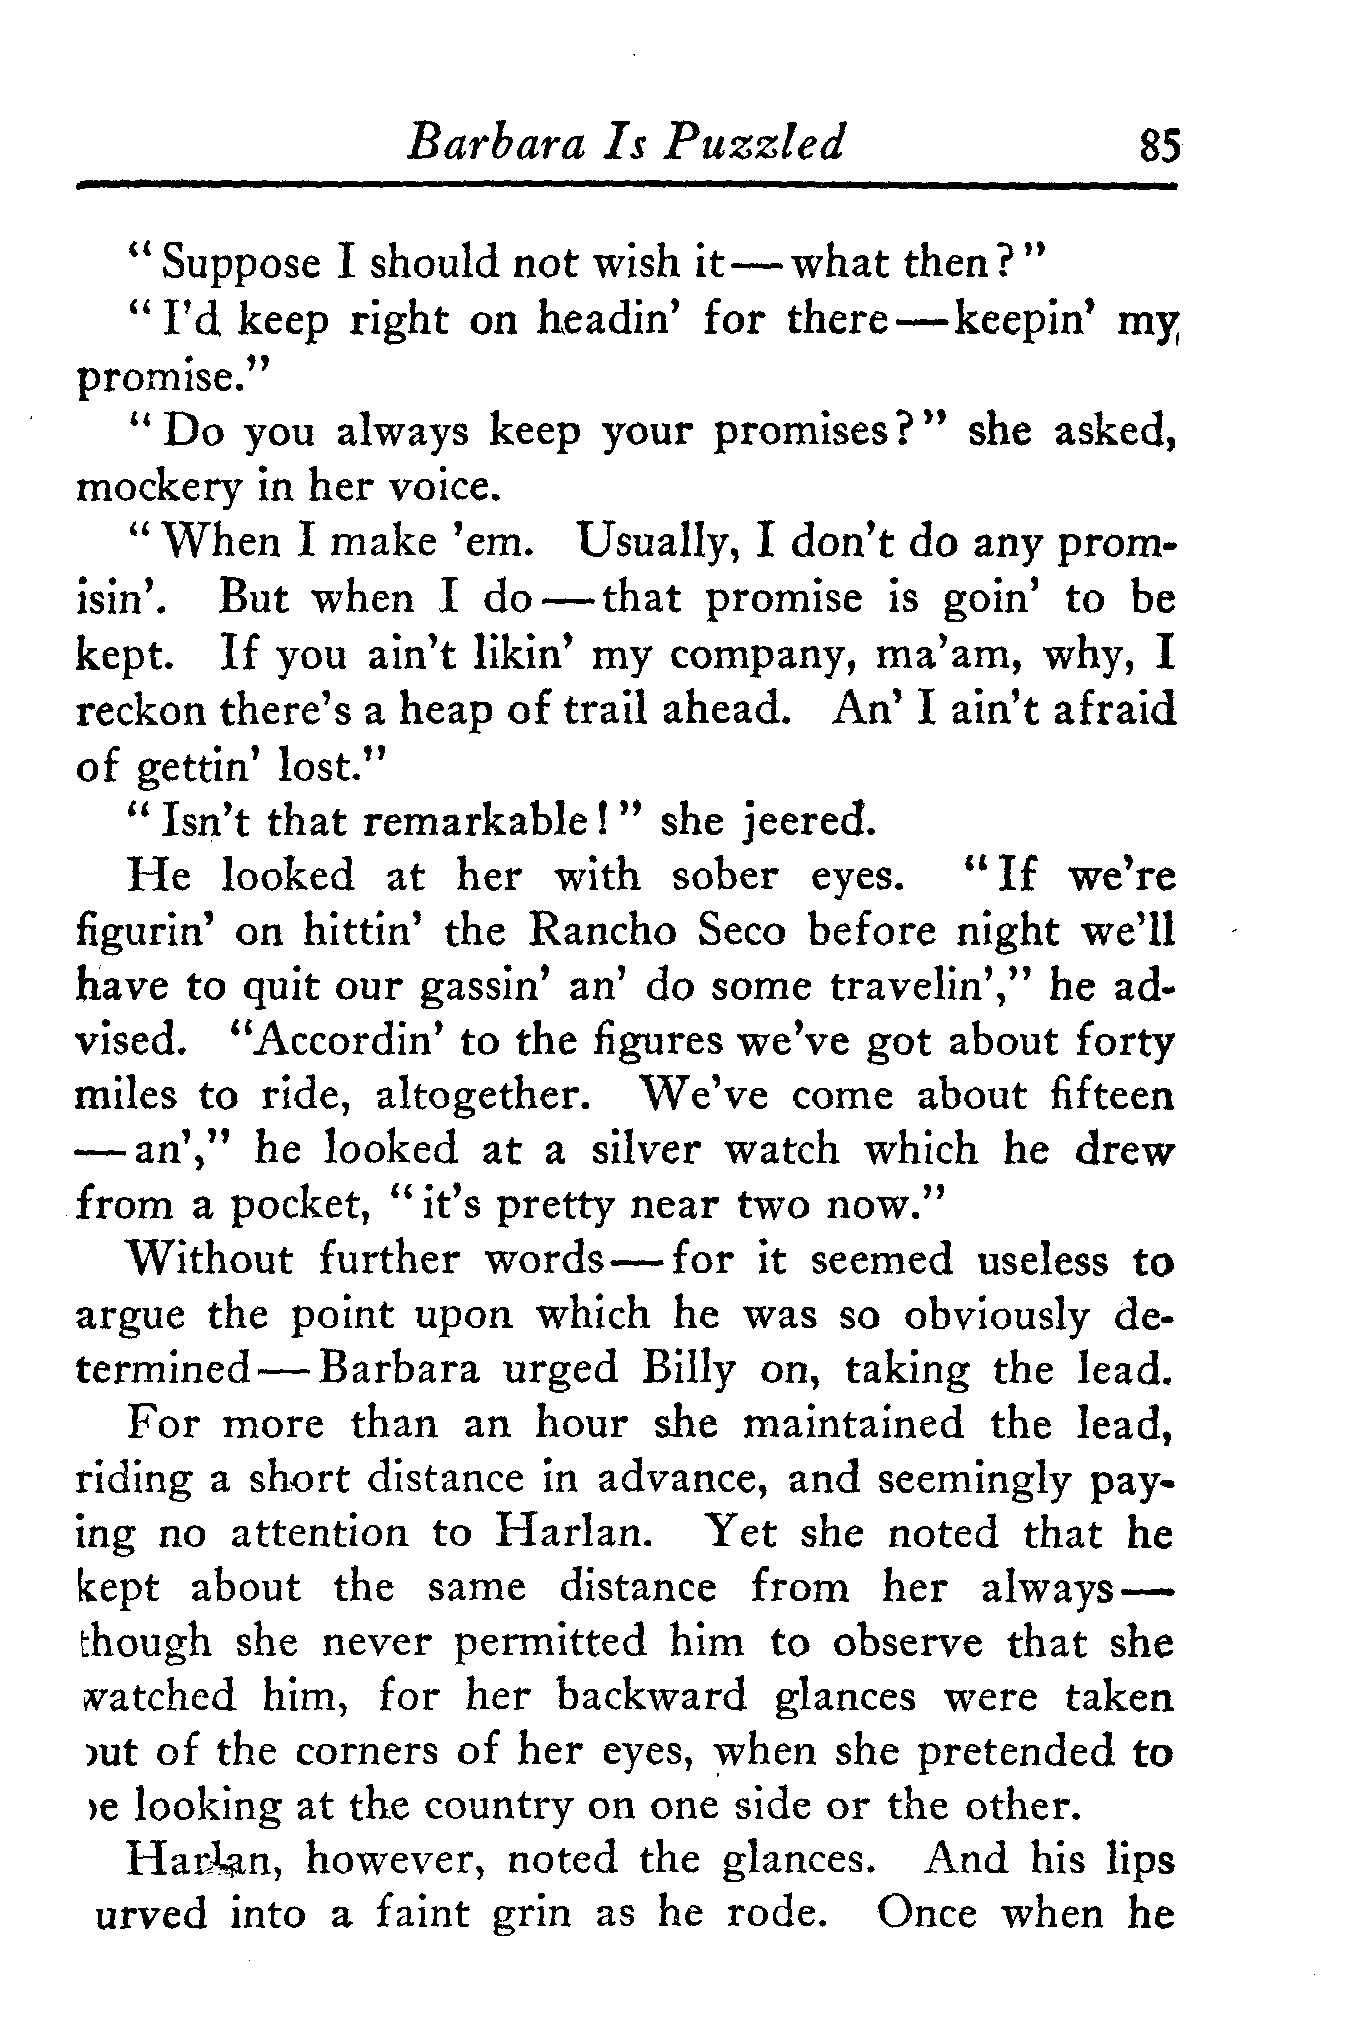 Barbara Is Puzzled 85
"Suppose I should not wish it—what then?"
"I'd keep right on headin' for there—keepin' my
promise."
"Do you always keep your promises?" she asked,
mockery in her voice.
"When I make 'em. Usually, I don't do any prom-
isin'. But when I do—that promise is goin' to be
kept. If you ain't likin' my company, ma'am, why, I
reckon there's a heap of trail ahead. An' I ain't afraid
of gettin' lost."
"Isn't that remarkable!" she jeered.
He looked at her with sober eyes. "If we're
figurin' on hittin' the Rancho Seco before night we'll
have to quit our gassin' an' do some travelin'," he ad-
vised. "Accordin' to the figures we've got about forty
miles to ride, altogether. We've come about fifteen
—an'," he looked at a silver watch which he drew
from a pocket, "it's pretty near two now."
Without further words—for it seemed useless to
argue the point upon which he was so obviously de-
termined—Barbara urged Billy on, taking the lead.
For more than an hour she maintained the lead,
riding a short distance in advance, and seemingly pay-
ing no attention to Harlan. Yet she noted that he
kept about the same distance from her always—
though she never permitted him to observe that she
watched him, for her backward glances were taken
out of the corners of her eyes, when she pretended to
be looking at the country on one side or the other.
Harlan, however, noted the glances. And his lips
urved into a faint grin as he rode. Once when he